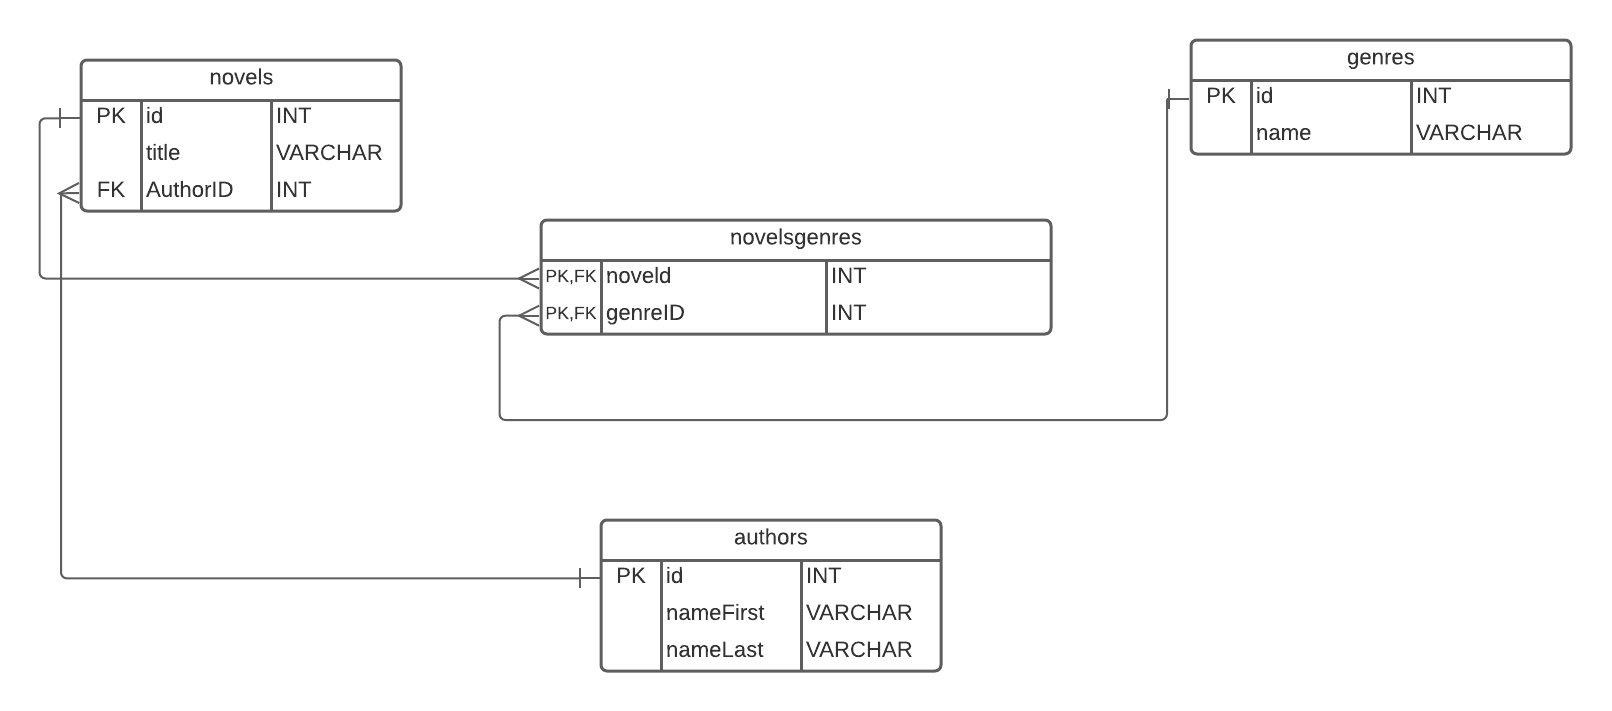 novels
PK id INT
title VARCHAR
FK AuthorID INT
genres
PK id INT
name VARCHAR
novelsgenres
PK,FK noveld INT
PK,FK genreID INT
authors
PK id INT
nameFirst VARCHAR
nameLast VARCHAR